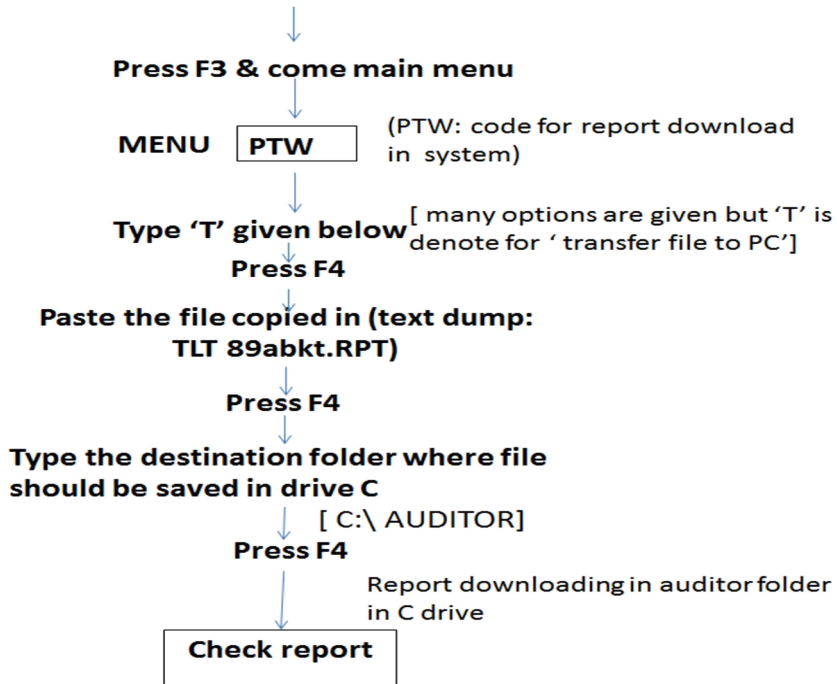 Press F3 & come main menu
MENU PTW (PTW: code for report download
in system)
Type ‘T’ given below [ many options are given but ‘T’ is
denote for ‘ transfer file to PC’]
Press F4
Paste the file copied in (text dump:
TLT 89abkt.RPT)
Press F4
Type the destination folder where file
should be saved in drive C
[ C:\ AUDITOR]
Press F4
Report downloading in auditor folder
in C drive
Check report